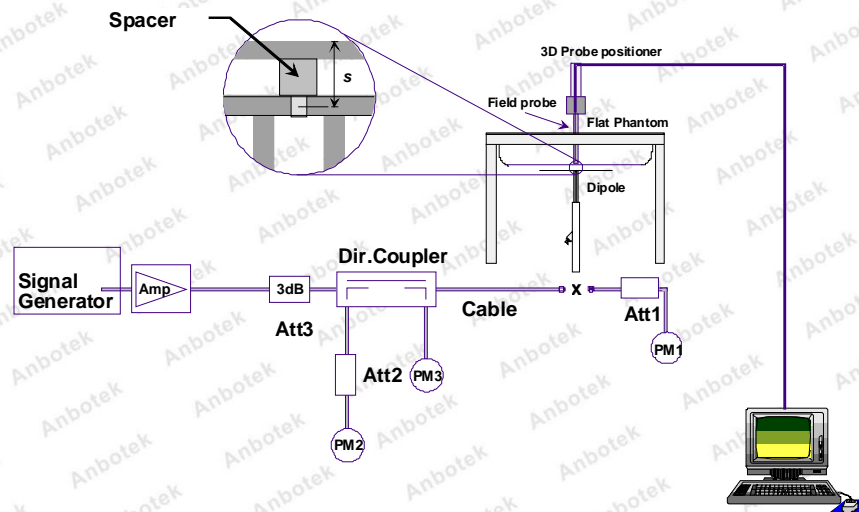 Spacer
s
3D Probe positioner
Field probe
Flat Phantom
Dipole
Signal
Generator
Amp
3dB
Att3
Dir.Coupler
Cable
x
Att1
PM1
Att2
PM3
PM2
Anbotek